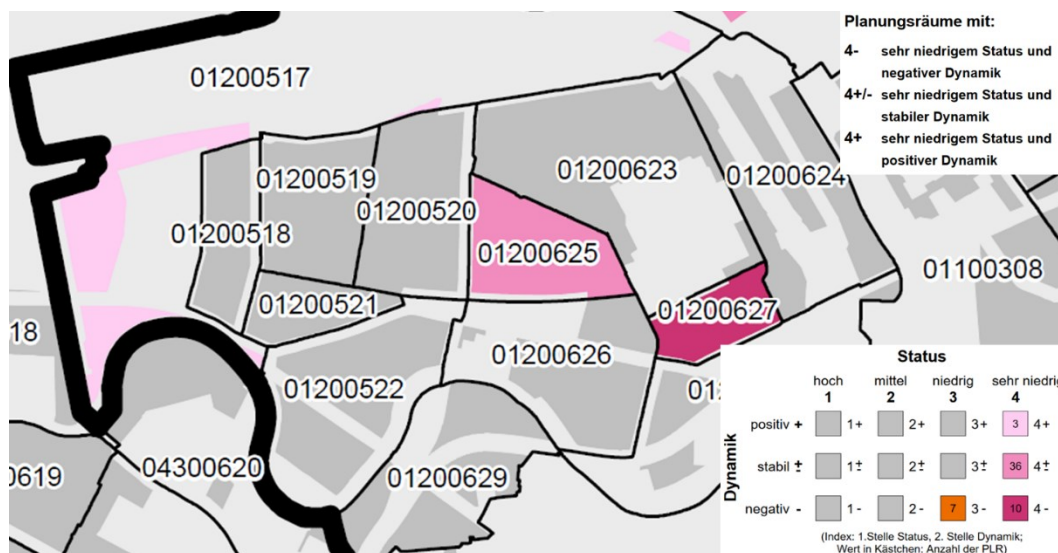 Planungsräume mit:
4- sehr niedrigem Status und
negativer Dynamik
4+/- sehr niedrigem Status und
stabiler Dynamik
4+ sehr niedrigem Status und
positiver Dynamik
01200517
01200519
01200623
01200624
01200520
01200518
01200625
01100308
01200521
01200627
18
01200626
01200522
012
04300620
0619
01200629
Status
hoch mittel niedrig sehr niedrig
1 2 3 4
Dynamik
positiv + 1+ 2+ 3+ 3 4+
stabil ± 1± 2± 3± 36 4±
negativ - 1- 2- 7 3- 10 4-
(Index: 1.Stelle Status, 2. Stelle Dynamik;
Wert in Kästchen: Anzahl der PLR)